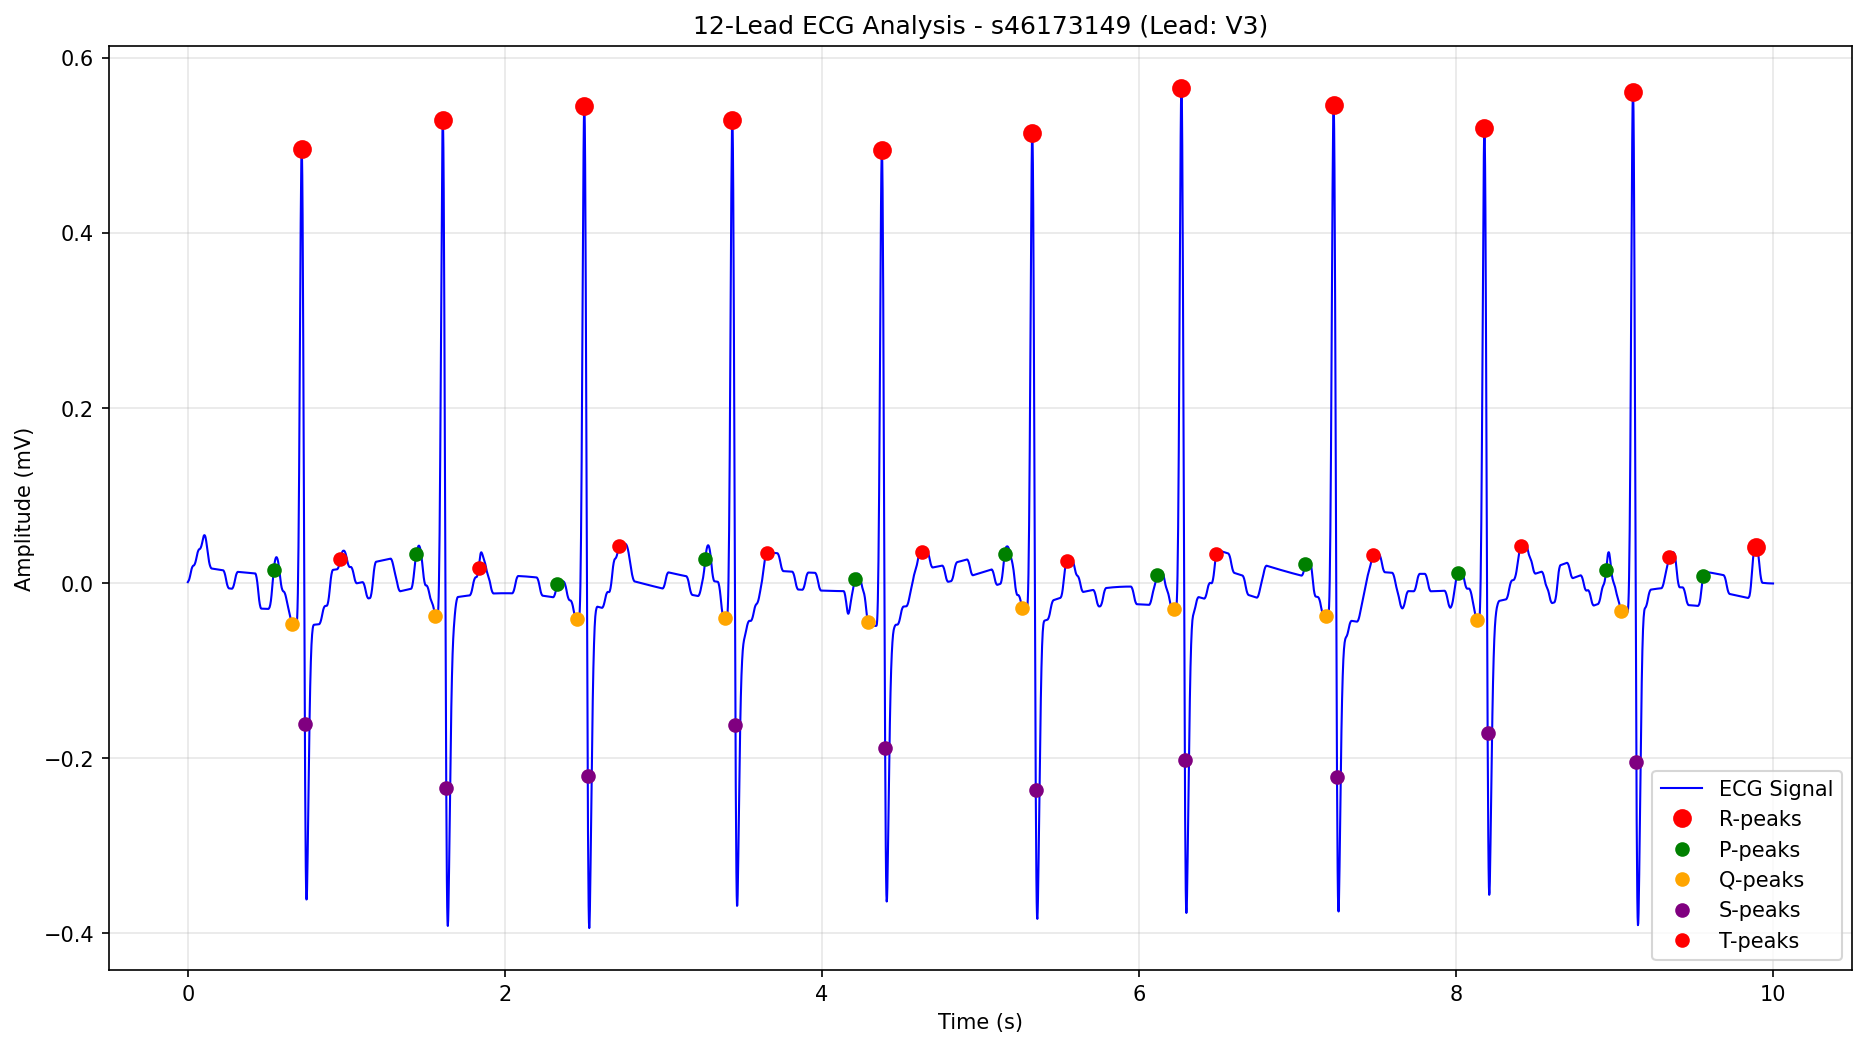 12-Lead ECG Analysis - s46173149 (Lead: V3)
Amplitude (mV)
0.6
0.4
0.2
0.0
−0.2
−0.4
0 2 4 6 8 10
Time (s)
ECG Signal
R-peaks
P-peaks
Q-peaks
S-peaks
T-peaks